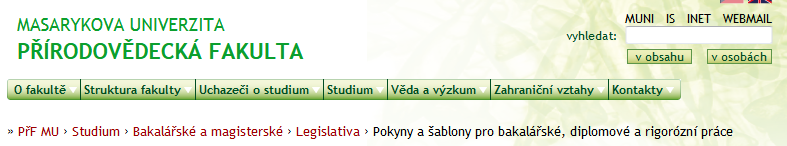 MUNI IS INET WEBMAIL
MASARYKOVA UNIVERZITA
PŘÍRODOVĚDECKÁ FAKULTA
vyhledat:
v obsahu v osobách
O fakultě Struktura fakulty Uchazeči o studium Studium Věda a výzkum Zahraniční vztahy Kontakty
» PřF MU › Studium › Bakalářské a magisterské › Legislativa › Pokyny a šablony pro bakalářské, diplomové a rigorózní práce